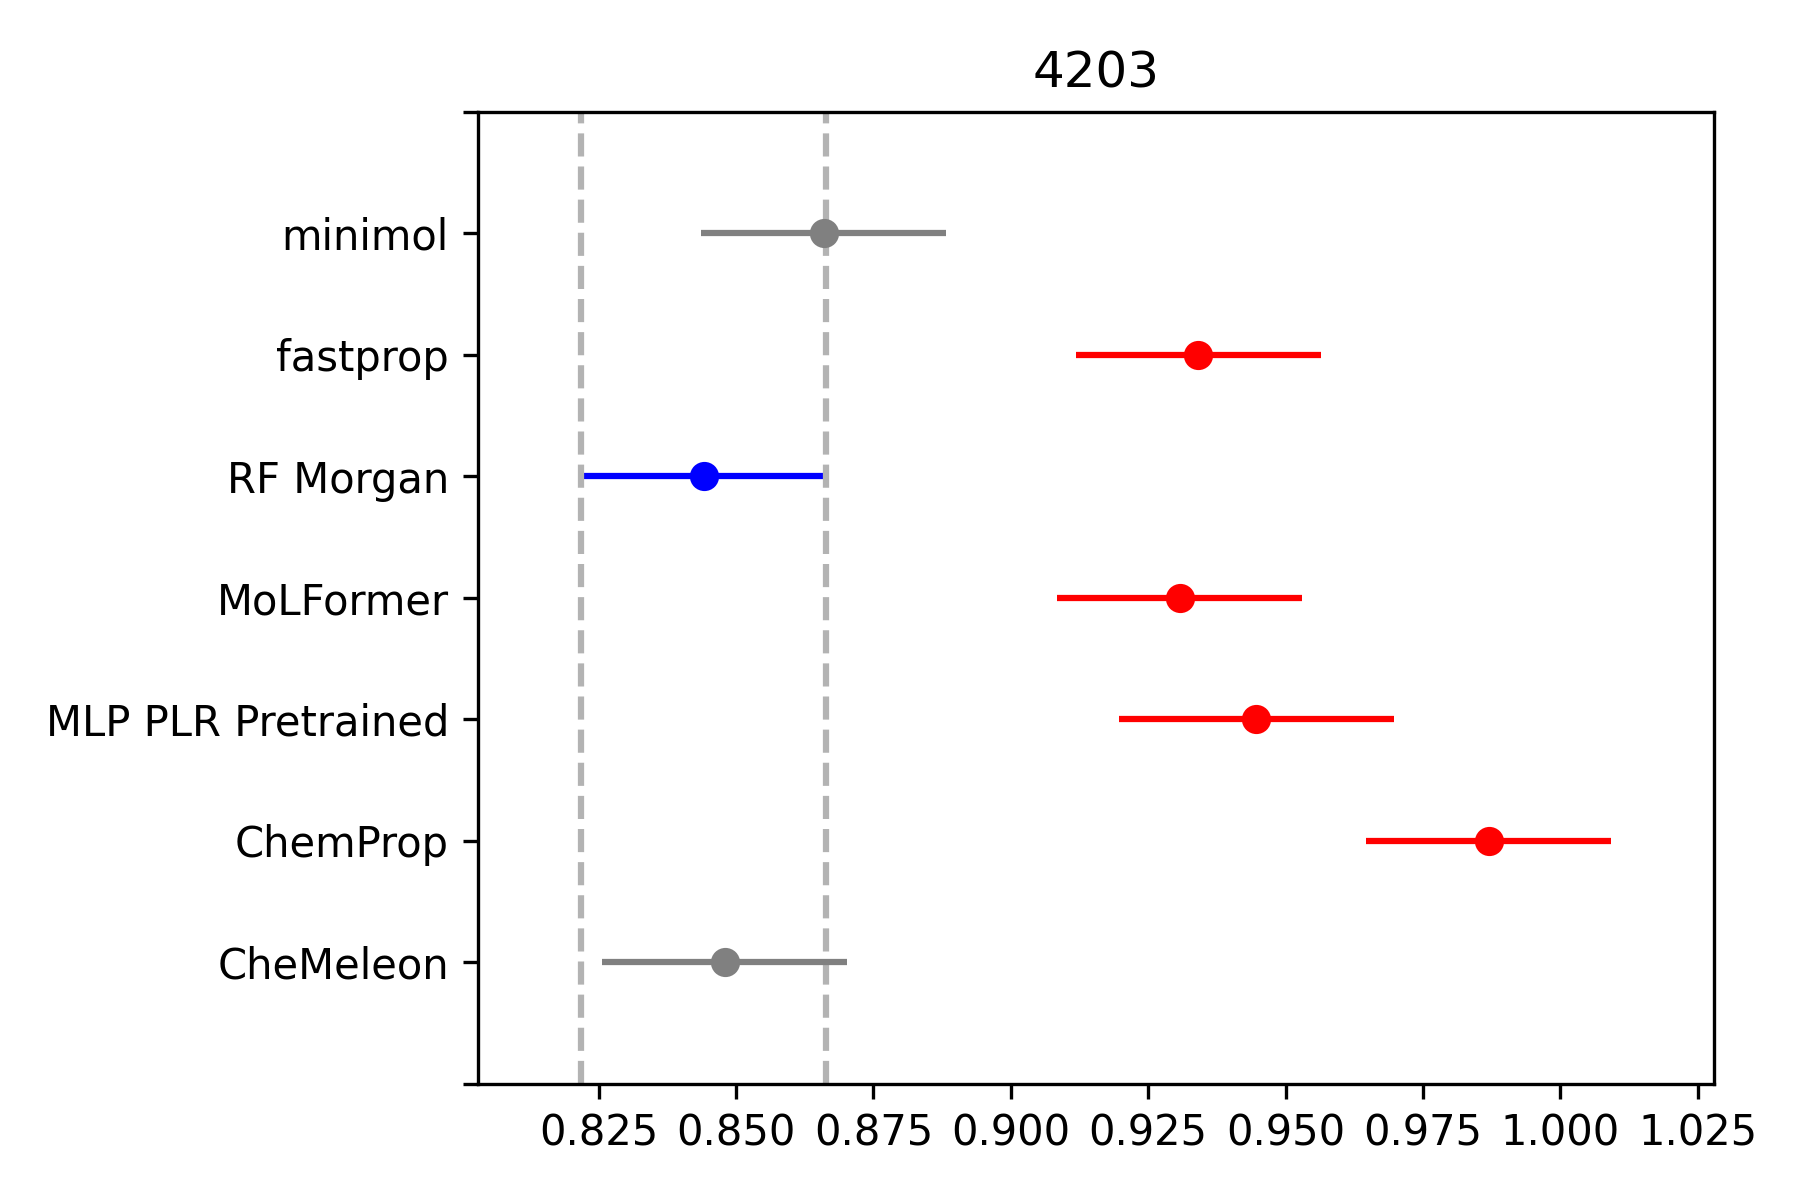 4203
minimol
fastprop
RF Morgan
MoLFormer
MLP PLR Pretrained
ChemProp
CheMeleon
0.825 0.850 0.875 0.900 0.925 0.950 0.975 1.000 1.025